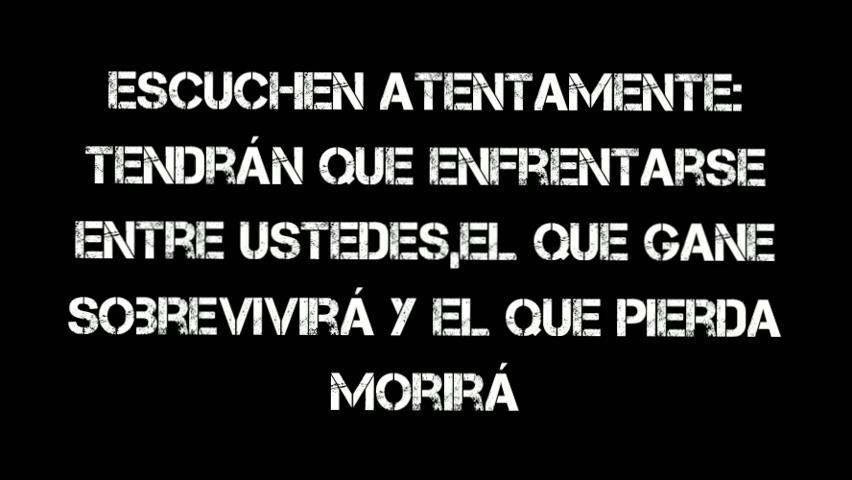 ESCUCHEN ATENTAMENTE:
TENDRÁN QUE ENFRENTARSE
ENTRE USTEDES,EL QUE GANE
SOBREVIVIRÁ Y EL QUE PIERDA
MORIRÁ